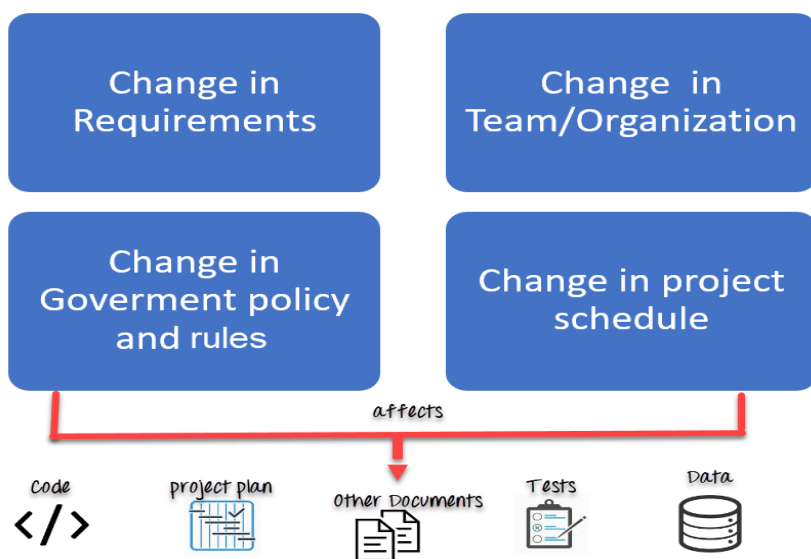 Change in
Requirements
Change in
Team/Organization
Change in
Goverment policy
and rules
Change in project
schedule
affects
Code
project plan
Other Documents
Tests
Data
</>